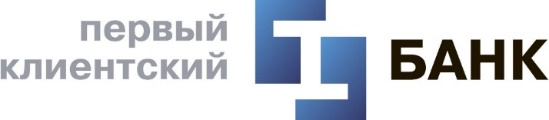 первый
клиентский
БАНК